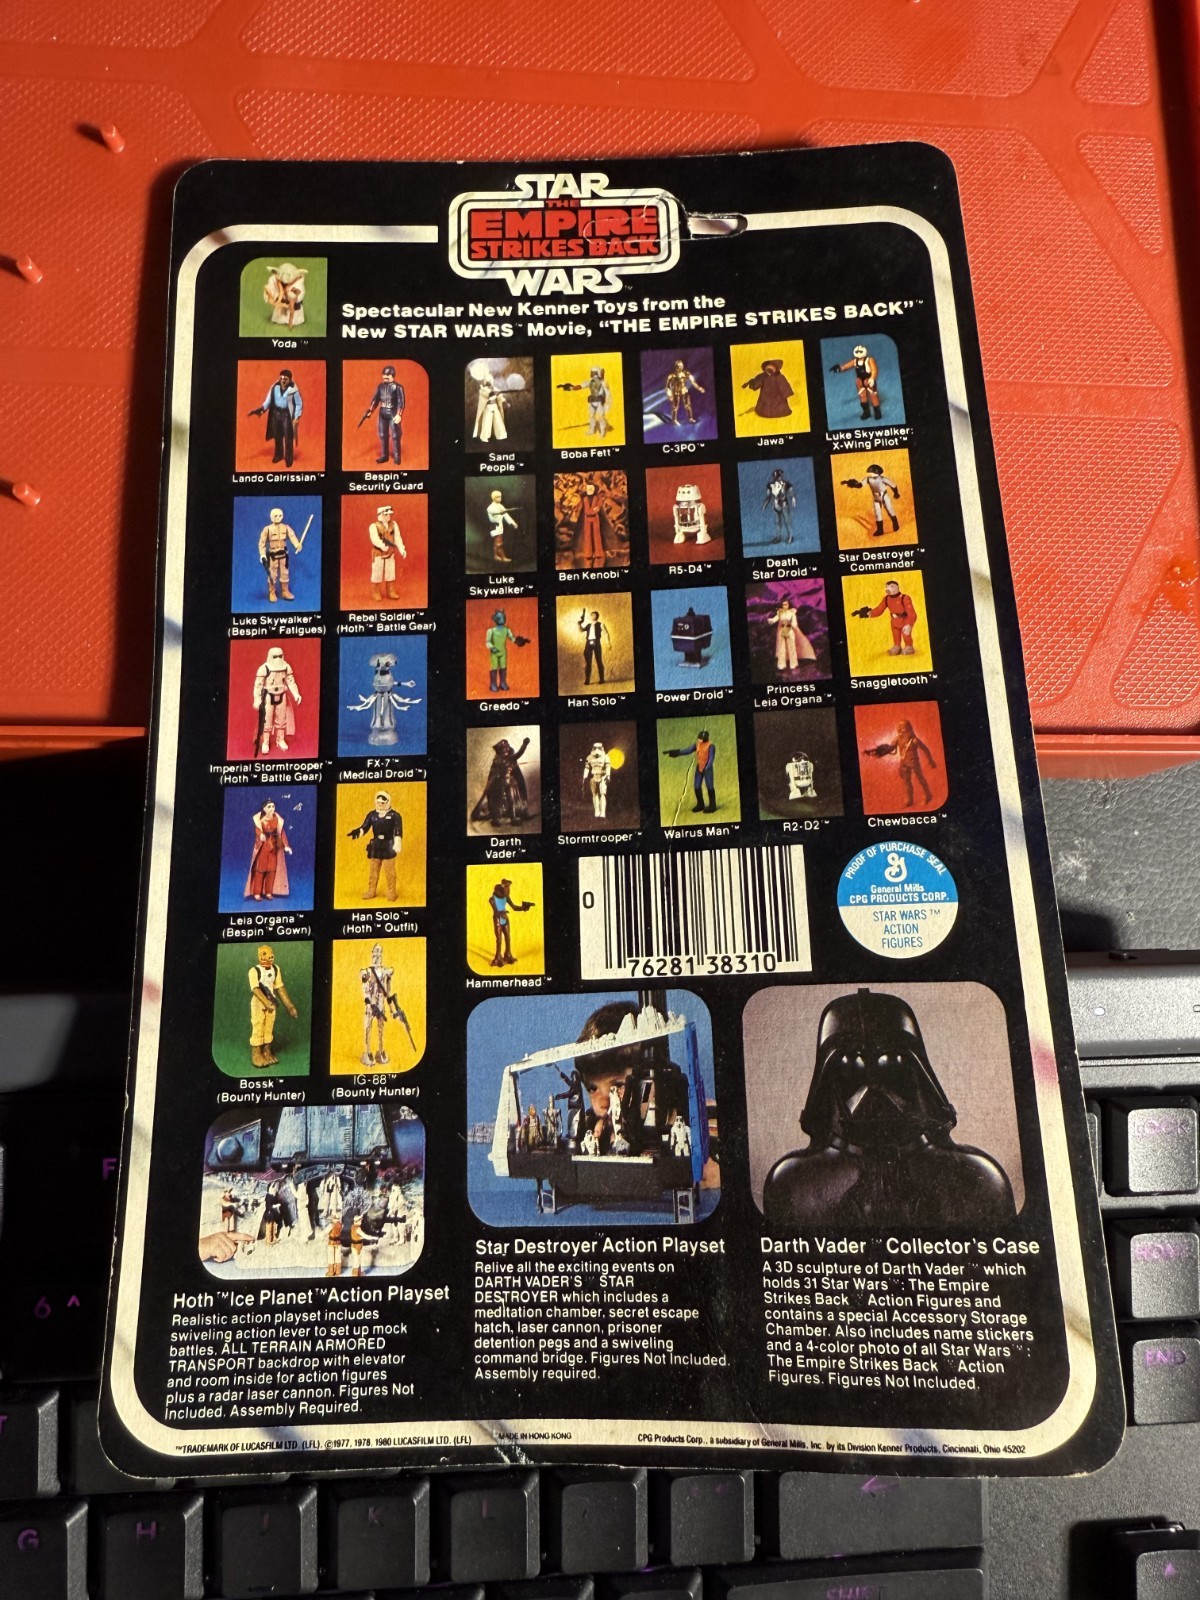 STAR
THE
EMPIRE
STRIKES BACK
WARS™
Spectacular New Kenner Toys from the
New STAR WARS™ Movie, “THE EMPIRE STRIKES BACK”™
Yoda™
Lando Calrissian™
Bespin™
Security Guard
Sand
People™
Boba Fett™
C-3PO™
Jawa™
Luke Skywalker:
X-Wing Pilot™
Luke Skywalker™
(Bespin™ Fatigues)
Rebel Soldier™
(Hoth™ Battle Gear)
Luke
Skywalker™
Ben Kenobi™
R5-D4™
Death
Star Droid™
Star Destroyer™
Commander
Imperial Stormtrooper™
(Hoth™ Battle Gear)
FX-7™
(Medical Droid™)
Greedo™
Han Solo™
Power Droid™
Princess
Leia Organa™
Snaggletooth™
Leia Organa™
(Bespin™ Gown)
Han Solo™
(Hoth™ Outfit)
Darth
Vader™
Stormtrooper™
Walrus Man™
R2-D2™
Chewbacca™
Bossk™
(Bounty Hunter)
IG-88™
(Bounty Hunter)
Hammerhead™
0
76281 38310
PROOF OF PURCHASE SEAL
G
General Mills
CPG PRODUCTS CORP.
STAR WARS™
ACTION
FIGURES
Hoth™ Ice Planet™ Action Playset
Realistic action playset includes
swiveling action lever to set up mock
battles. ALL TERRAIN ARMORED
TRANSPORT backdrop with elevator
and room inside for action figures
plus a radar laser cannon. Figures Not
Included. Assembly Required.
Star Destroyer™ Action Playset
Relive all the exciting events on
DARTH VADER'S™ STAR
DESTROYER which includes a
meditation chamber, secret escape
hatch, laser cannon, prisoner
detention pegs and a swiveling
command bridge. Figures Not Included.
Assembly required.
Darth Vader™ Collector's Case
A 3D sculpture of Darth Vader™ which
holds 31 Star Wars™: The Empire
Strikes Back™ Action Figures and
contains a special Accessory Storage
Chamber. Also includes name stickers
and a 4-color photo of all Star Wars™:
The Empire Strikes Back™ Action
Figures. Figures Not Included.
™TRADEMARK OF LUCASFILM LTD. (LFL). ©1977, 1978, 1980 LUCASFILM LTD. (LFL)
MADE IN HONG KONG
CPG Products Corp., a subsidiary of General Mills, Inc. by its Division Kenner Products, Cincinnati, Ohio 45202
LOCK
HOME
END
F
6 ^
G
H
J
K
L
SHIFT